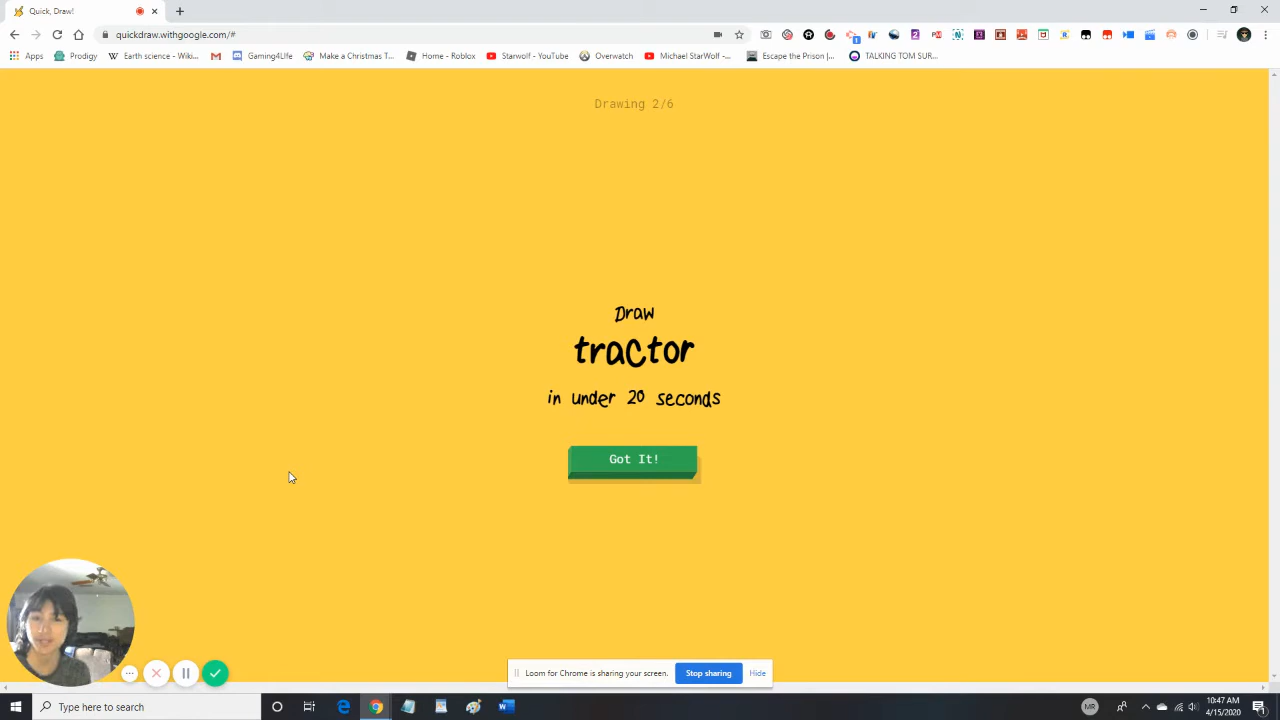 Quick, Draw!
quickdraw.withgoogle.com/#
Apps
Prodigy
Earth science - Wiki...
Gaming4Life
Make a Christmas T...
Home - Roblox
Starwolf - YouTube
Overwatch
Michael StarWolf -...
Escape the Prison |...
TALKING TOM SUR...
Drawing 2/6
Draw
tractor
in under 20 seconds
Got It!
Loom for Chrome is sharing your screen.
Stop sharing
Hide
Type here to search
MR
10:47 AM
4/15/2020